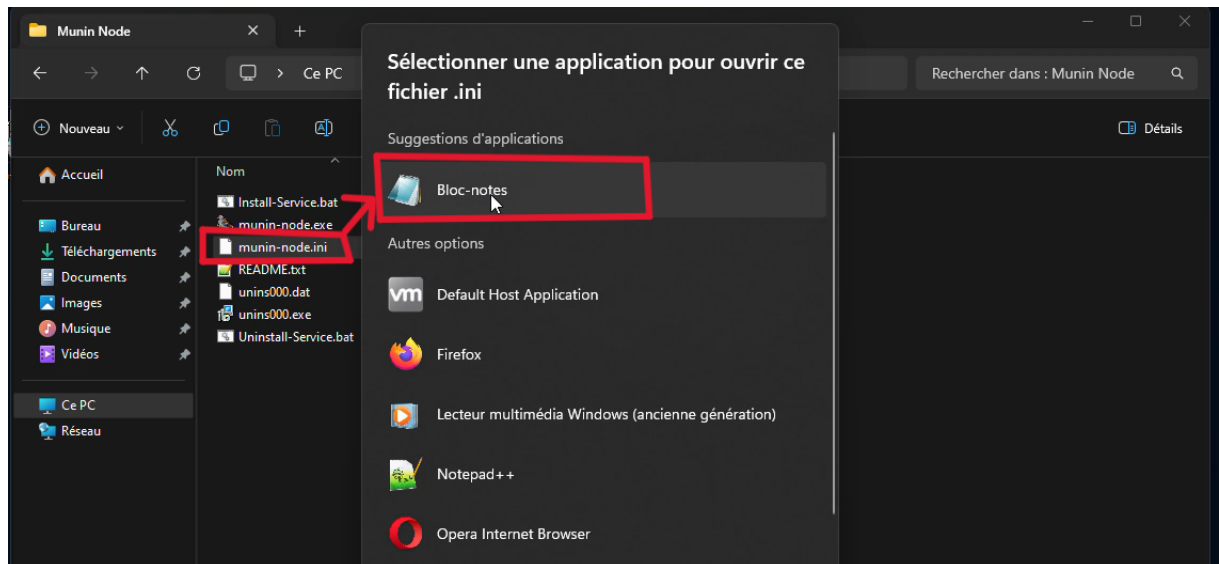 Munin Node
Ce PC
Rechercher dans : Munin Node
Nouveau
Détails
Accueil
Bureau
Téléchargements
Documents
Images
Musique
Vidéos
Ce PC
Réseau
Nom
Install-Service.bat
munin-node.exe
munin-node.ini
README.txt
unins000.dat
unins000.exe
Uninstall-Service.bat
Sélectionner une application pour ouvrir ce
fichier .ini
Suggestions d'applications
Bloc-notes
Autres options
vm
Default Host Application
Firefox
Lecteur multimédia Windows (ancienne génération)
Notepad++
Opera Internet Browser